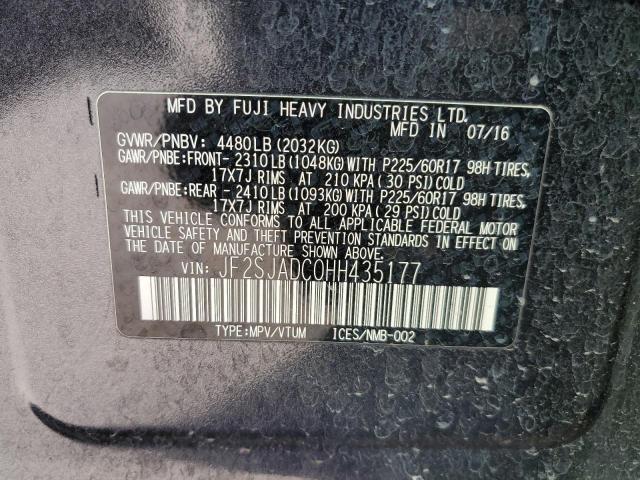 MFD BY FUJI HEAVY INDUSTRIES LTD.
MFD IN 07/16
GVWR/PNBV: 4480LB(2032KG)
GAWR/PNBE:FRONT- 2310LB(1048KG)WITH P225/60R17 98H TIRES,
17X7J RIMS AT 210 KPA(30 PSI)COLD
GAWR/PNBE:REAR - 2410LB(1093KG)WITH P225/60R17 98H TIRES,
17X7J RIMS AT 200 KPA(29 PSI)COLD
THIS VEHICLE CONFORMS TO ALL APPLICABLE FEDERAL MOTOR
VEHICLE SAFETY AND THEFT PREVENTION STANDARDS IN EFFECT ON
THE DATE OF MANUFACTURE SHOWN ABOVE.
VIN: JF2SJADC0HH435177
TYPE:MPV/VTUM ICES/NMB-002